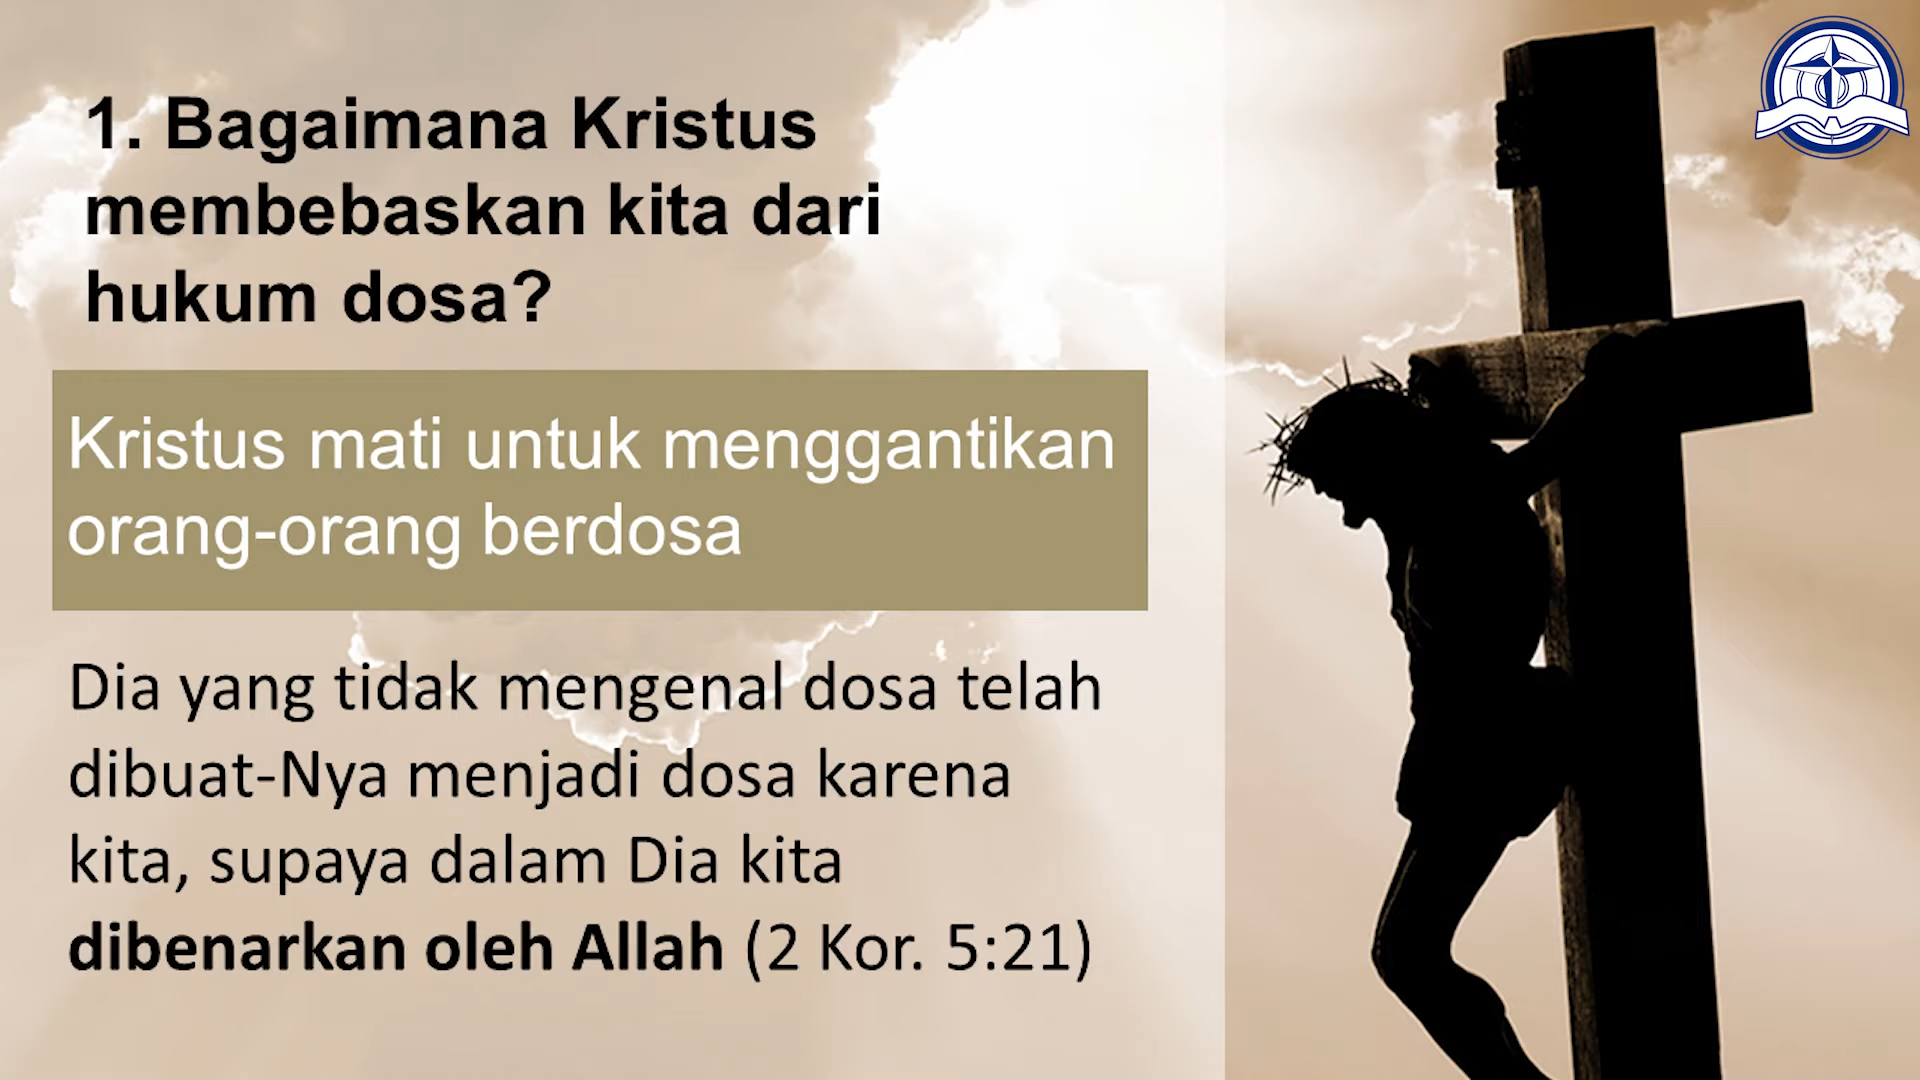 1. Bagaimana Kristus
membebaskan kita dari
hukum dosa?
Kristus mati untuk menggantikan
orang-orang berdosa
Dia yang tidak mengenal dosa telah
dibuat-Nya menjadi dosa karena
kita, supaya dalam Dia kita
dibenarkan oleh Allah (2 Kor. 5:21)